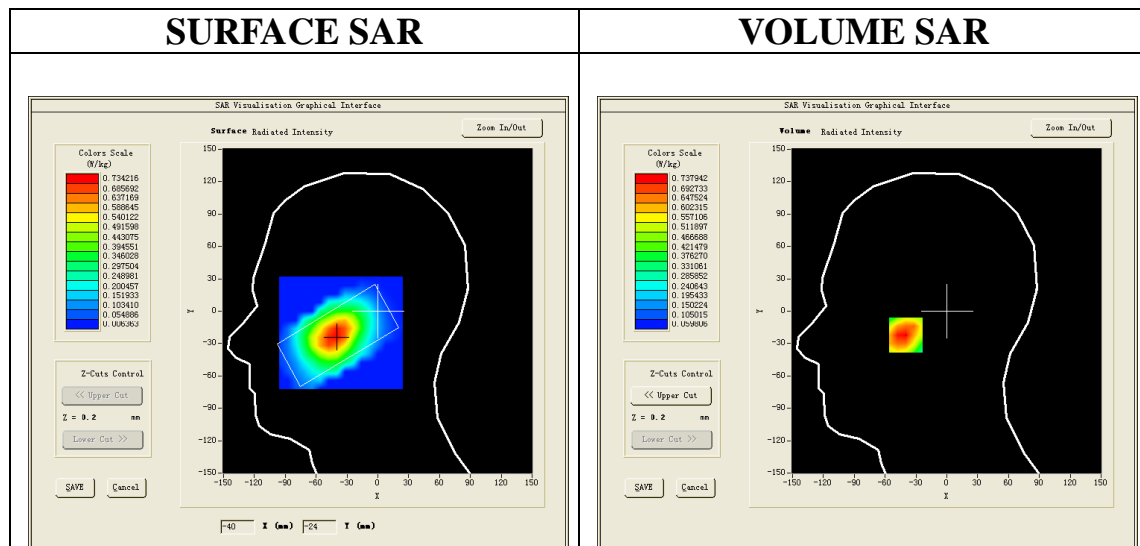 SURFACE SAR
VOLUME SAR
SAR Visualisation Graphical Interface
Surface Radiated Intensity
Zoom In/Out
Colors Scale
(W/kg)
0.734216
0.685692
0.637169
0.588645
0.540122
0.491598
0.443075
0.394551
0.346028
0.297504
0.248981
0.200457
0.151933
0.103410
0.054886
0.006363
150
120
90
60
30
0
-30
-60
-90
-120
-150
Y
-150 -120 -90 -60 -30 0 30 60 90 120 150
X
Z-Cuts Control
<< Upper Cut
Z = 0.2 mm
Lower Cut >>
SAVE Cancel
-40 X (mm) -24 Y (mm)
SAR Visualisation Graphical Interface
Volume Radiated Intensity
Zoom In/Out
Colors Scale
(W/kg)
0.737942
0.692733
0.647524
0.602315
0.557106
0.511897
0.466688
0.421479
0.376270
0.331061
0.285852
0.240643
0.195433
0.150224
0.105015
0.059806
150
120
90
60
30
0
-30
-60
-90
-120
-150
Y
-150 -120 -90 -60 -30 0 30 60 90 120 150
X
Z-Cuts Control
<< Upper Cut
Z = 0.2 mm
Lower Cut >>
SAVE Cancel